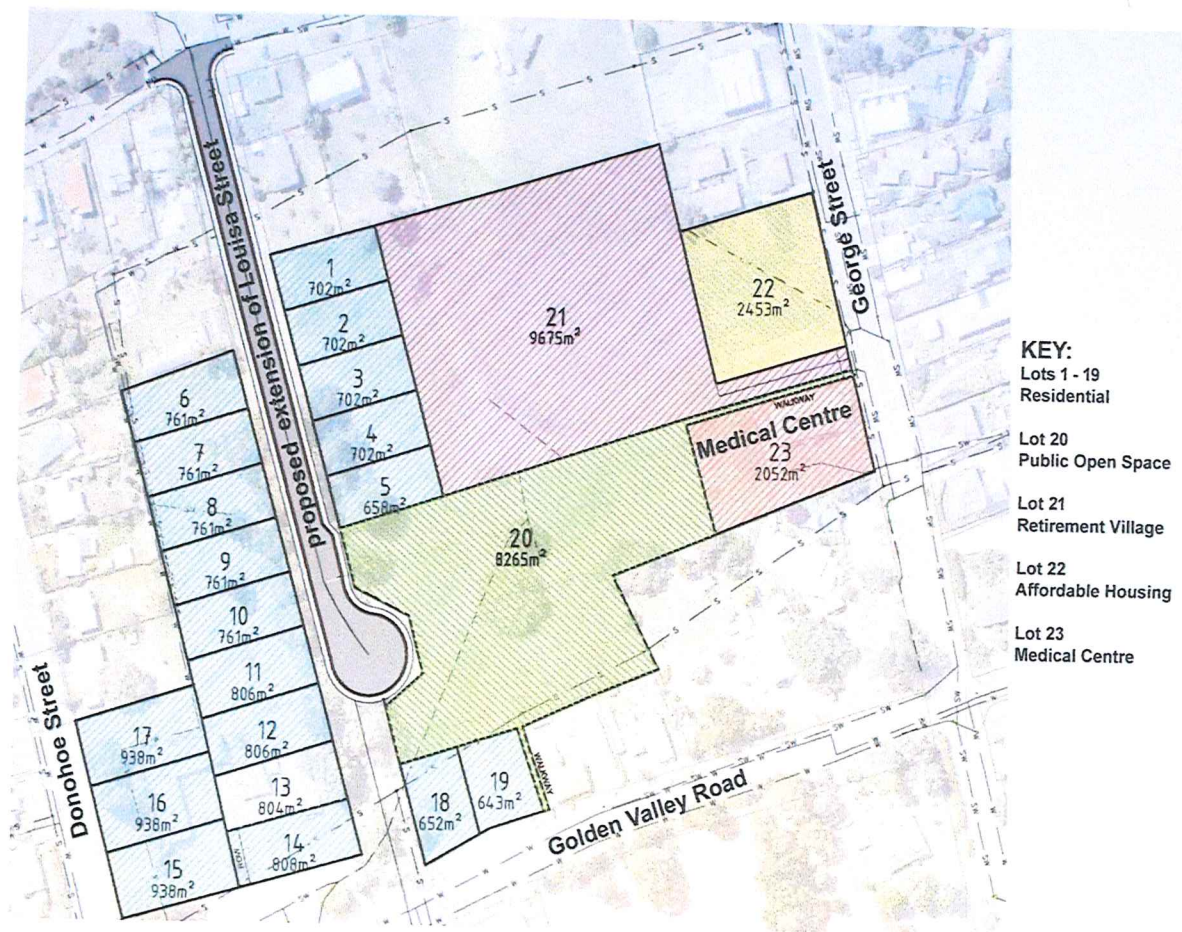 proposed extension of Louisa Street
George Street
Donohoe Street
Golden Valley Road
1
702m²
2
702m²
3
702m²
4
702m²
5
658m²
6
761m²
7
761m²
8
761m²
9
761m²
10
761m²
11
806m²
12
806m²
13
804m²
14
808m²
15
938m²
16
938m²
17
938m²
18
652m²
19
643m²
20
8265m²
21
9675m²
22
2453m²
WALKWAY
Medical Centre
23
2052m²
WALKWAY
ROW
KEY:
Lots 1 - 19
Residential
Lot 20
Public Open Space
Lot 21
Retirement Village
Lot 22
Affordable Housing
Lot 23
Medical Centre